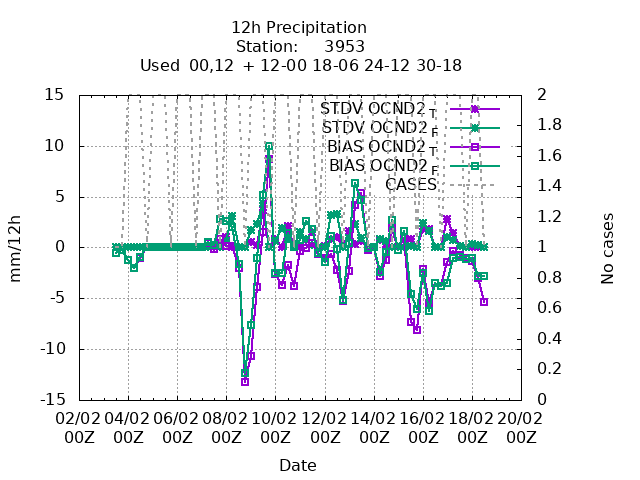 12h Precipitation
Station: 3953
Used 00,12 + 12-00 18-06 24-12 30-18
STDV OCND2 T
STDV OCND2 F
BIAS OCND2 T
BIAS OCND2 F
CASES
15
10
5
0
-5
-10
-15
mm/12h
2
1.8
1.6
1.4
1.2
1
0.8
0.6
0.4
0.2
0
No cases
02/02 04/02 06/02 08/02 10/02 12/02 14/02 16/02 18/02 20/02
00Z 00Z 00Z 00Z 00Z 00Z 00Z 00Z 00Z 00Z
Date